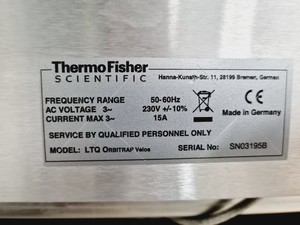 ThermoFisher
SCIENTIFIC
Hanna-Kunath-Str. 11, 28199 Bremen, Germany
FREQUENCY RANGE 50-60Hz
AC VOLTAGE 3~ 230V +/-10%
CURRENT MAX 3~ 15A
CE
Made in Germany
SERVICE BY QUALIFIED PERSONNEL ONLY
MODEL: LTQ ORBITRAP Velos SERIAL No: SN03195B